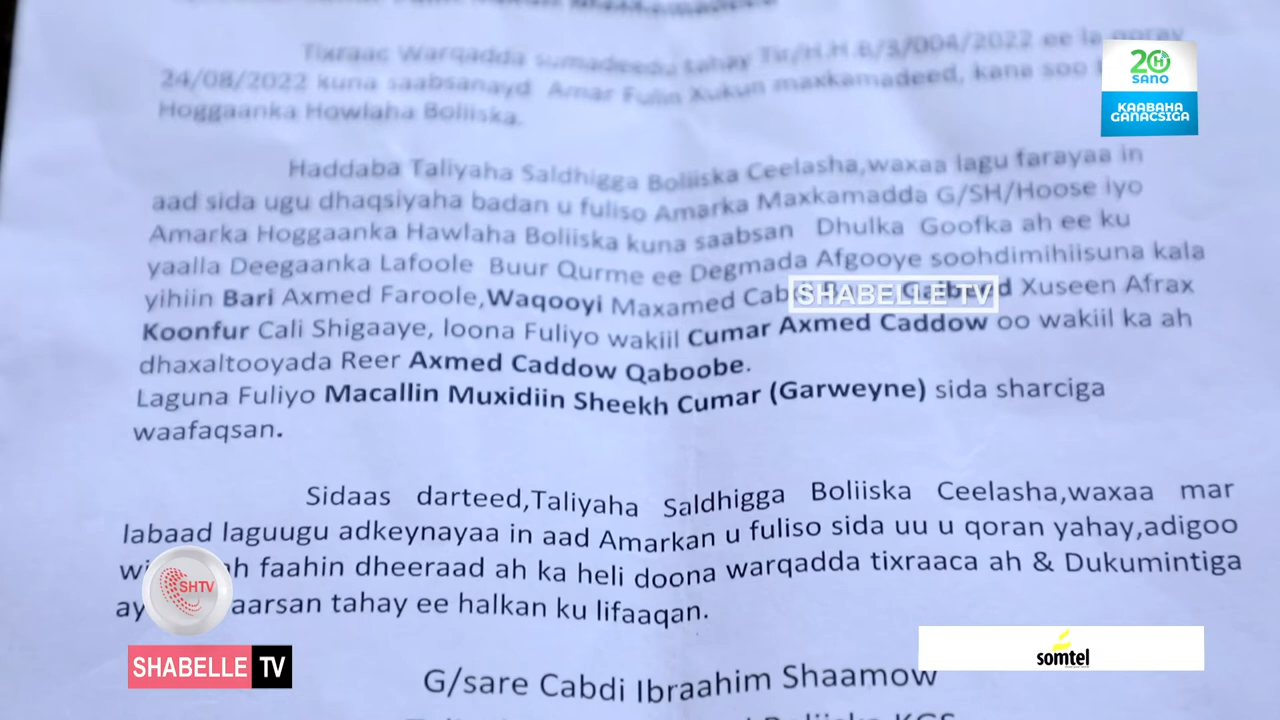 Tixraac Warqadda sumadeedu tahay Tir/H.H.B/3/004/2022 ee la qoray
24/08/2022 kuna saabsanayd Amar Fulin Xukun maxkamadeed, kana soo
Hoggaanka Howlaha Boliiska.
20 H
SANO
KAABAHA
GANACSIGA
Haddaba Taliyaha Saldhigga Boliiska Ceelasha,waxaa lagu farayaa in
aad sida ugu dhaqsiyaha badan u fuliso Amarka Maxkamadda G/SH/Hoose iyo
Amarka Hoggaanka Hawlaha Boliiska kuna saabsan Dhulka Goofka ah ee ku
yaalla Deegaanka Lafoole Buur Qurme ee Degmada Afgooye soohdimihiisuna kala
yihiin Bari Axmed Faroole,Waqooyi Maxamed Xuseen Afrax
SHABELLE TV
Koonfur Cali Shigaaye, loona Fuliyo wakiil Cumar Axmed Caddow oo wakiil ka ah
dhaxaltooyada Reer Axmed Caddow Qaboobe.
Laguna Fuliyo Macallin Muxidiin Sheekh Cumar (Garweyne) sida sharciga
waafaqsan.
Sidaas darteed,Taliyaha Saldhigga Boliiska Ceelasha,waxaa mar
labaad laguugu adkeynayaa in aad Amarkan u fuliso sida uu u qoran yahay,adigoo
faahin dheeraad ah ka heli doona warqadda tixraaca ah & Dukumintiga
tahay ee halkan ku lifaaqan.
SHTV
SHABELLE TV
somtel
G/sare Cabdi Ibraahim Shaamow